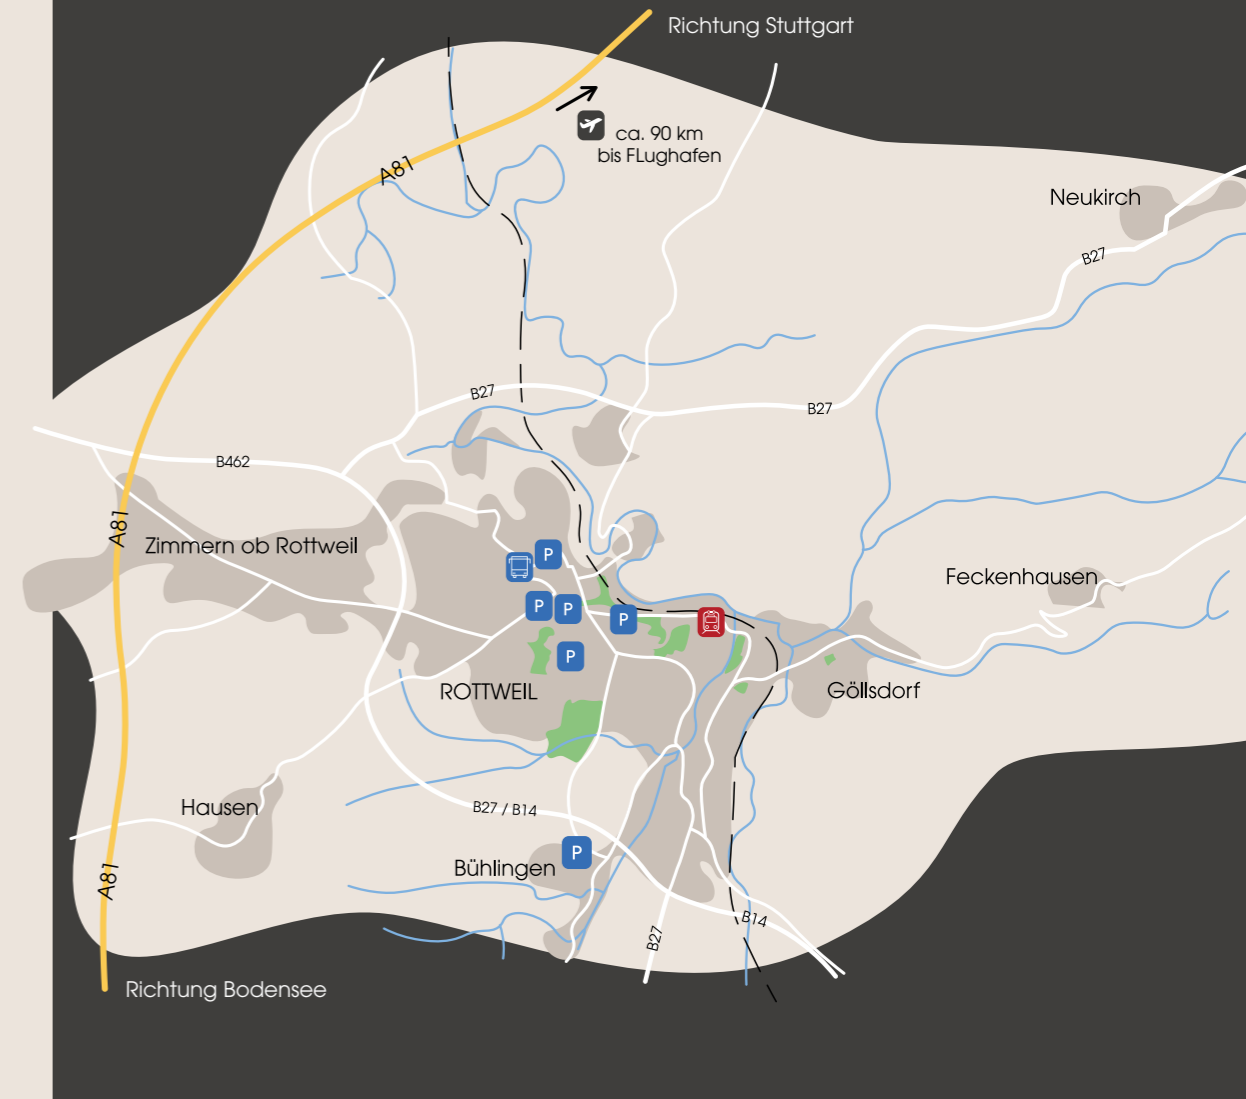 Richtung Stuttgart
ca. 90 km
bis FLughafen
A81
Neukirch
B27
B27
B27
B462
A81
Zimmern ob Rottweil
P
Feckenhausen
P
P
P
P
ROTTWEIL
Göllsdorf
Hausen
B27 / B14
P
Bühlingen
A81
B14
B27
Richtung Bodensee